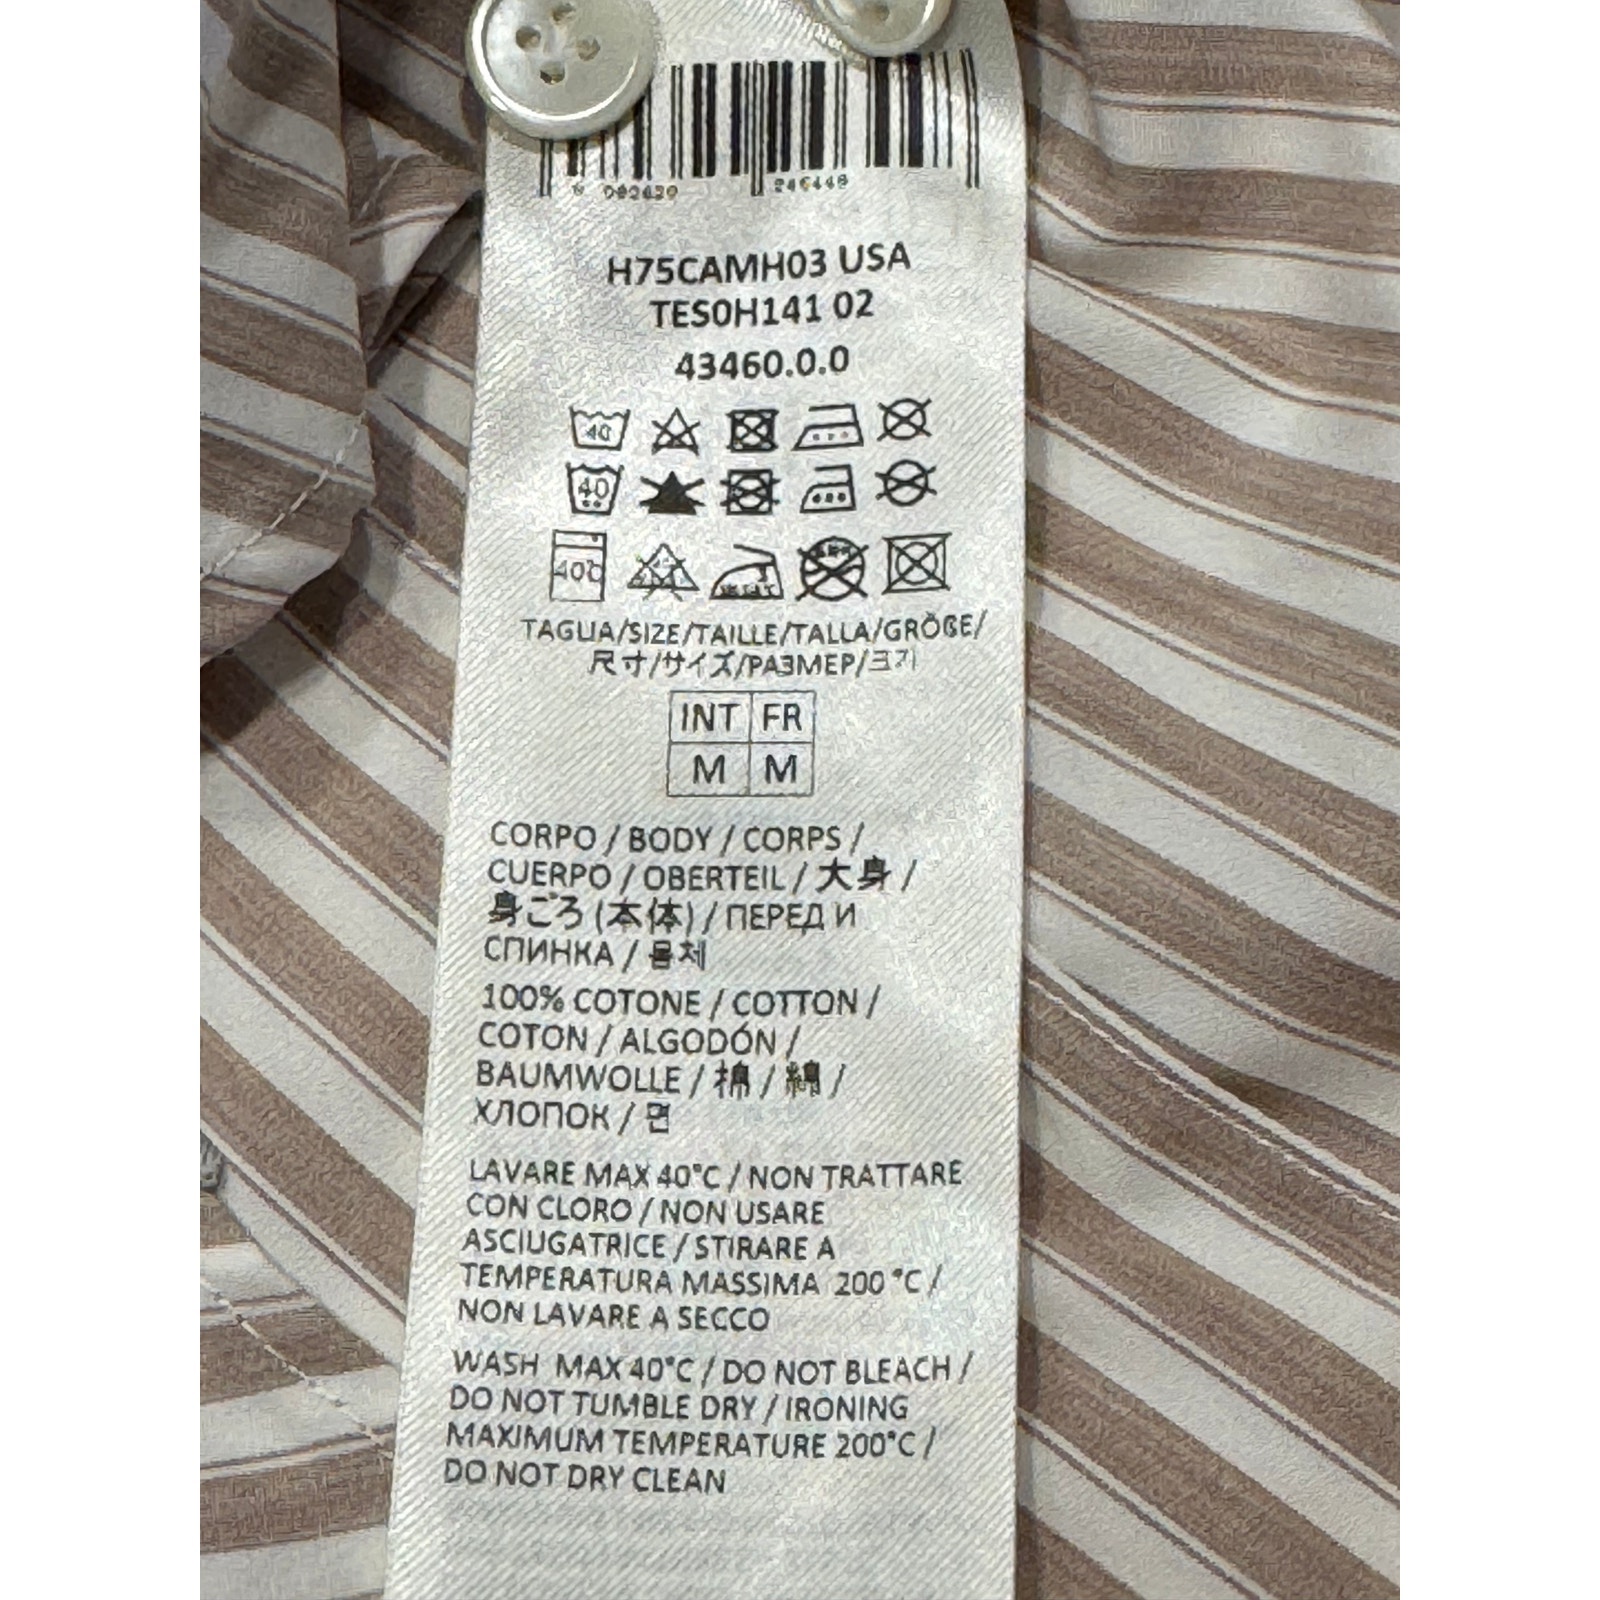 H75CAMH03 USA
TES0H141 02
43460.0.0
40
40
40℃
TAGLIA/SIZE/TAILLE/TALLA/GRÖẞE/
尺寸/サイズ/РАЗМЕР/크기
INT FR
M M
CORPO / BODY / CORPS /
CUERPO / OBERTEIL / 大身 /
身ごろ (本体) / ПЕРЕД И
СПИНКА / 몸체
100% COTONE / COTTON /
COTON / ALGODÓN /
BAUMWOLLE / 棉 / 綿 /
ХЛОПОК / 면
LAVARE MAX 40°C / NON TRATTARE
CON CLORO / NON USARE
ASCIUGATRICE / STIRARE A
TEMPERATURA MASSIMA 200 °C /
NON LAVARE A SECCO
WASH MAX 40°C / DO NOT BLEACH /
DO NOT TUMBLE DRY / IRONING
MAXIMUM TEMPERATURE 200°C /
DO NOT DRY CLEAN